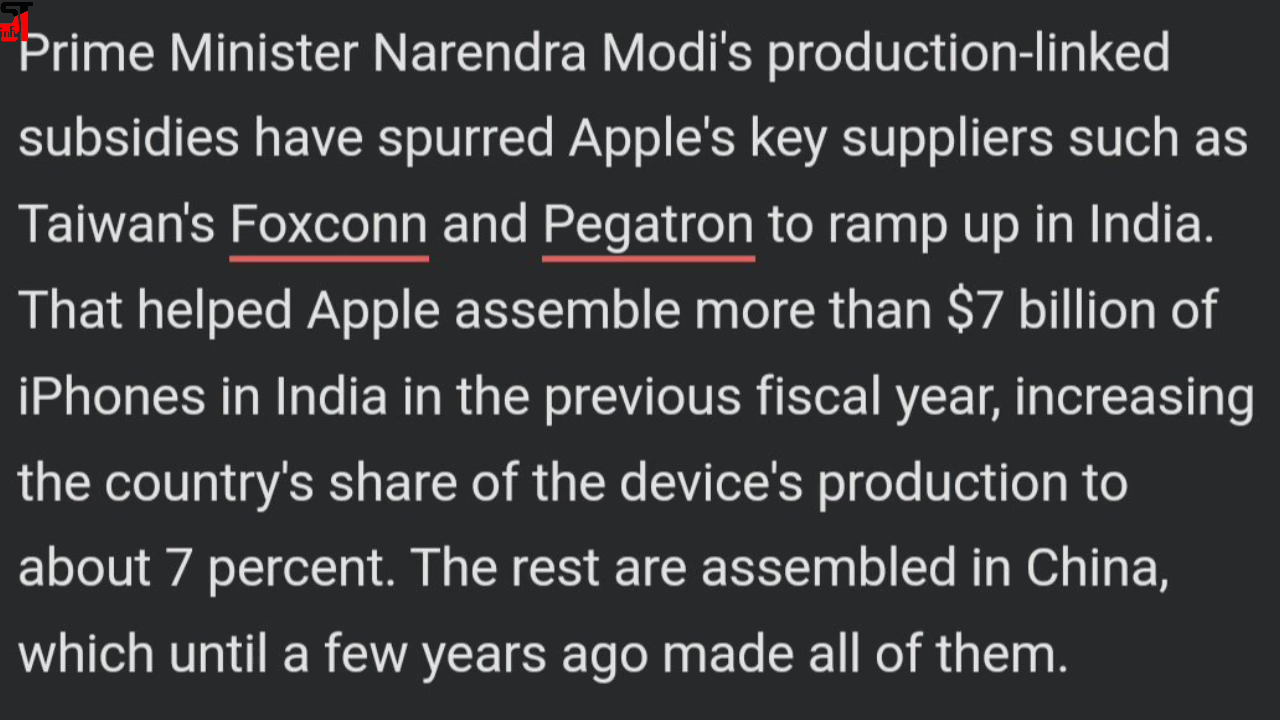 ST
Info
Prime Minister Narendra Modi's production-linked
subsidies have spurred Apple's key suppliers such as
Taiwan's Foxconn and Pegatron to ramp up in India.
That helped Apple assemble more than $7 billion of
iPhones in India in the previous fiscal year, increasing
the country's share of the device's production to
about 7 percent. The rest are assembled in China,
which until a few years ago made all of them.